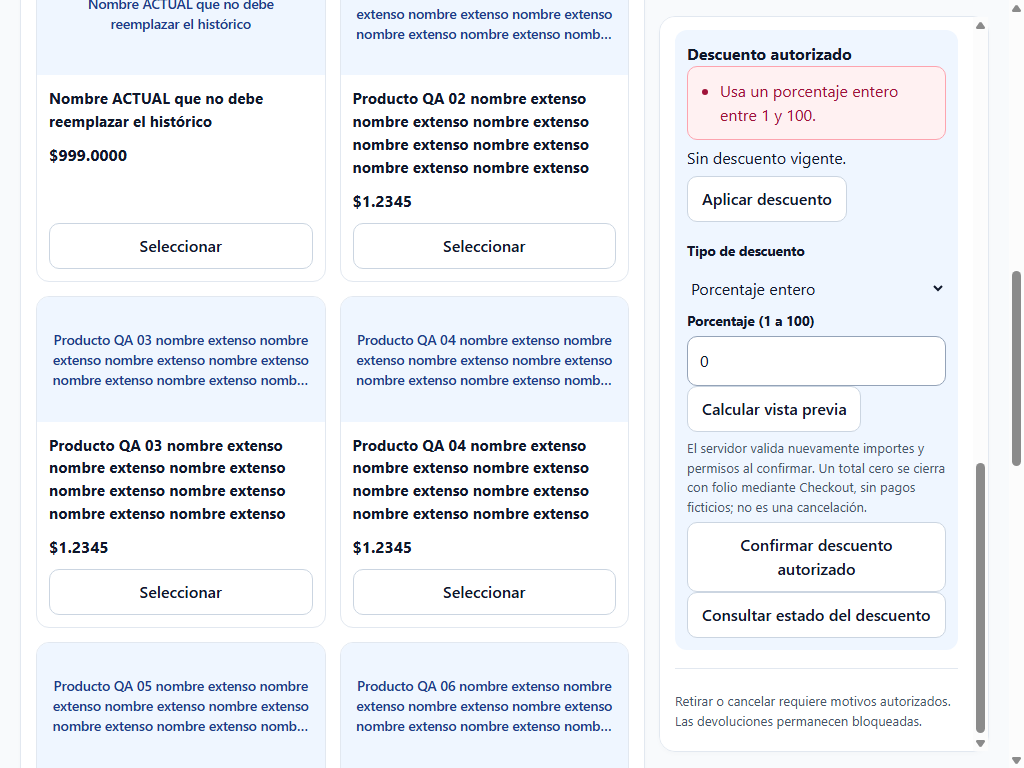 Nombre ACTUAL que no debe
reemplazar el histórico
Nombre ACTUAL que no debe
reemplazar el histórico
$999.0000
Seleccionar
extenso nombre extenso nombre extenso
nombre extenso nombre extenso nomb...
Producto QA 02 nombre extenso
nombre extenso nombre extenso
nombre extenso nombre extenso
nombre extenso nombre extenso
$1.2345
Seleccionar
Producto QA 03 nombre extenso nombre
extenso nombre extenso nombre extenso
nombre extenso nombre extenso nomb...
Producto QA 03 nombre extenso
nombre extenso nombre extenso
nombre extenso nombre extenso
nombre extenso nombre extenso
$1.2345
Seleccionar
Producto QA 04 nombre extenso nombre
extenso nombre extenso nombre extenso
nombre extenso nombre extenso nomb...
Producto QA 04 nombre extenso
nombre extenso nombre extenso
nombre extenso nombre extenso
nombre extenso nombre extenso
$1.2345
Seleccionar
Producto QA 05 nombre extenso nombre
extenso nombre extenso nombre extenso
nombre extenso nombre extenso nomb...
Producto QA 06 nombre extenso nombre
extenso nombre extenso nombre extenso
nombre extenso nombre extenso nomb...
Descuento autorizado
• Usa un porcentaje entero
entre 1 y 100.
Sin descuento vigente.
Aplicar descuento
Tipo de descuento
Porcentaje entero
Porcentaje (1 a 100)
0
Calcular vista previa
El servidor valida nuevamente importes y
permisos al confirmar. Un total cero se cierra
con folio mediante Checkout, sin pagos
ficticios; no es una cancelación.
Confirmar descuento
autorizado
Consultar estado del descuento
Retirar o cancelar requiere motivos autorizados.
Las devoluciones permanecen bloqueadas.